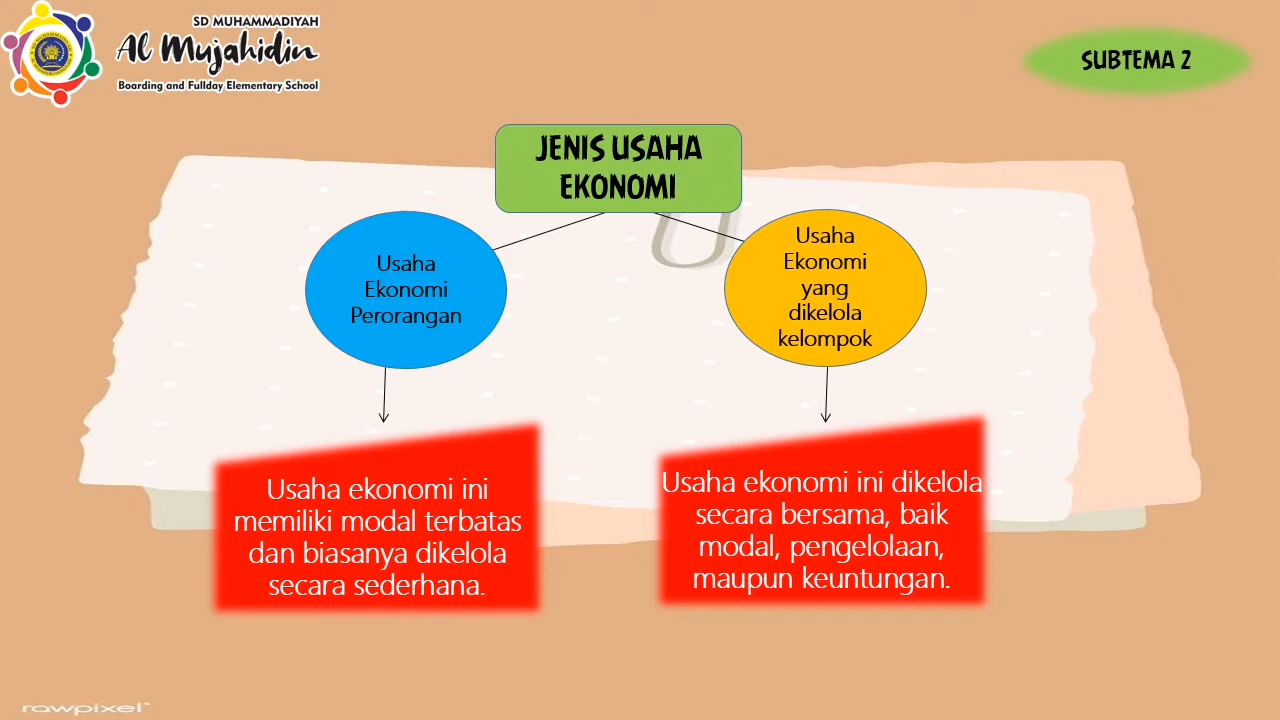 SD MUHAMMADIYAH
Al Mujahidin
Boarding and Fullday Elementary School
SUBTEMA 2
JENIS USAHA
EKONOMI
Usaha
Ekonomi
Perorangan
Usaha
Ekonomi
yang
dikelola
kelompok
Usaha ekonomi ini
memiliki modal terbatas
dan biasanya dikelola
secara sederhana.
Usaha ekonomi ini dikelola
secara bersama, baik
modal, pengelolaan,
maupun keuntungan.
rawpixel